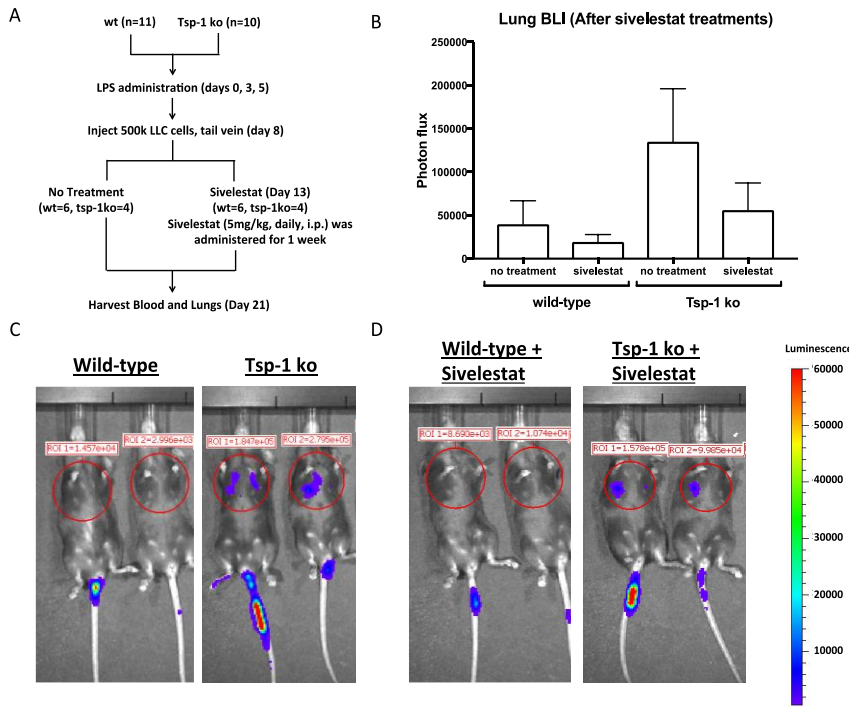 A
wt (n=11) Tsp-1 ko (n=10)
LPS administration (days 0, 3, 5)
Inject 500k LLC cells, tail vein (day 8)
No Treatment
(wt=6, tsp-1ko=4)
Sivelestat (Day 13)
(wt=6, tsp-1ko=4)
Sivelestat (5mg/kg, daily, i.p.) was
administered for 1 week
Harvest Blood and Lungs (Day 21)
B
Lung BLI (After sivelestat treatments)
Photon flux
250000
200000
150000
100000
50000
0
no treatment sivelestat no treatment sivelestat
wild-type Tsp-1 ko
C
Wild-type
ROI 1=1.457e+04
ROI 2=2.996e+03
Tsp-1 ko
ROI 1=1.847e+05
ROI 2=2.795e+05
D
Wild-type +
Sivelestat
ROI 1=8.690e+03
ROI 2=1.074e+04
Tsp-1 ko +
Sivelestat
ROI 1=1.578e+05
ROI 2=9.985e+04
Luminescence
60000
50000
40000
30000
20000
10000